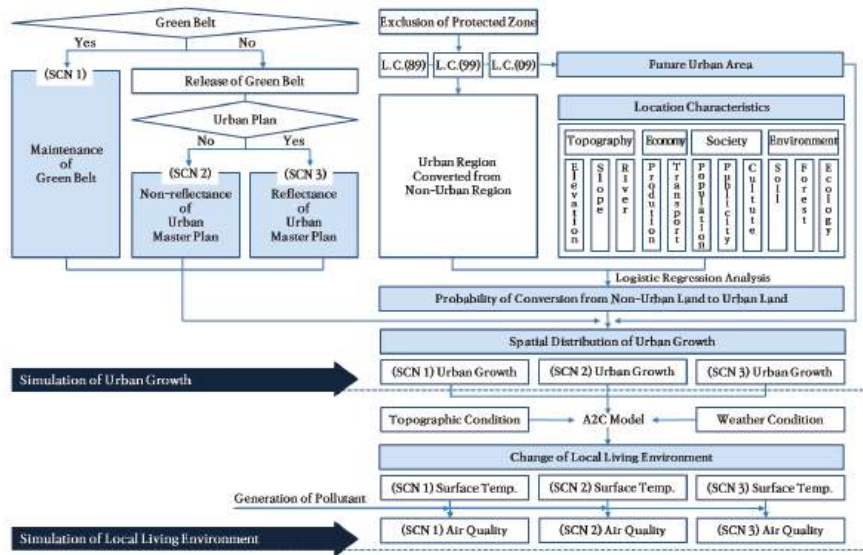 Green Belt
Yes
No
(SCN 1)
Maintenance
of
Green Belt
Release of Green Belt
Urban Plan
No
Yes
(SCN 2)
Non-reflectance
of
Urban
Master Plan
(SCN 3)
Reflectance
of
Urban
Master Plan
Exclusion of Protected Zone
L.C.(89)
L.C.(99)
L.C.(09)
Future Urban Area
Urban Region
Converted from
Non-Urban Region
Location Characteristics
Topography
Economy
Society
Environment
Elevation
Slope
River
Prodution
Transport
Population
Publicity
Cultute
Soil
Forest
Ecology
Logistic Regression Analysis
Probability of Conversion from Non-Urban Land to Urban Land
Spatial Distribution of Urban Growth
Simulation of Urban Growth
(SCN 1) Urban Growth
(SCN 2) Urban Growth
(SCN 3) Urban Growth
Topographic Condition
A2C Model
Weather Condition
Change of Local Living Environment
(SCN 1) Surface Temp.
(SCN 2) Surface Temp.
(SCN 3) Surface Temp.
Generation of Pollutant
Simulation of Local Living Environment
(SCN 1) Air Quality
(SCN 2) Air Quality
(SCN 3) Air Quality